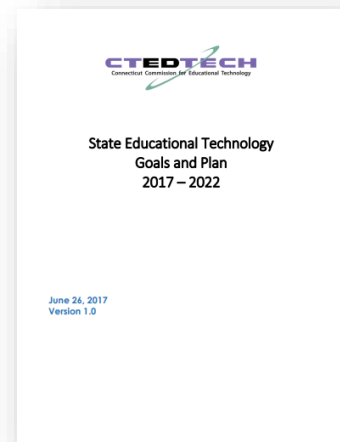 CTEDTECH
Connecticut Commission for Educational Technology
State Educational Technology
Goals and Plan
2017 – 2022
June 26, 2017
Version 1.0